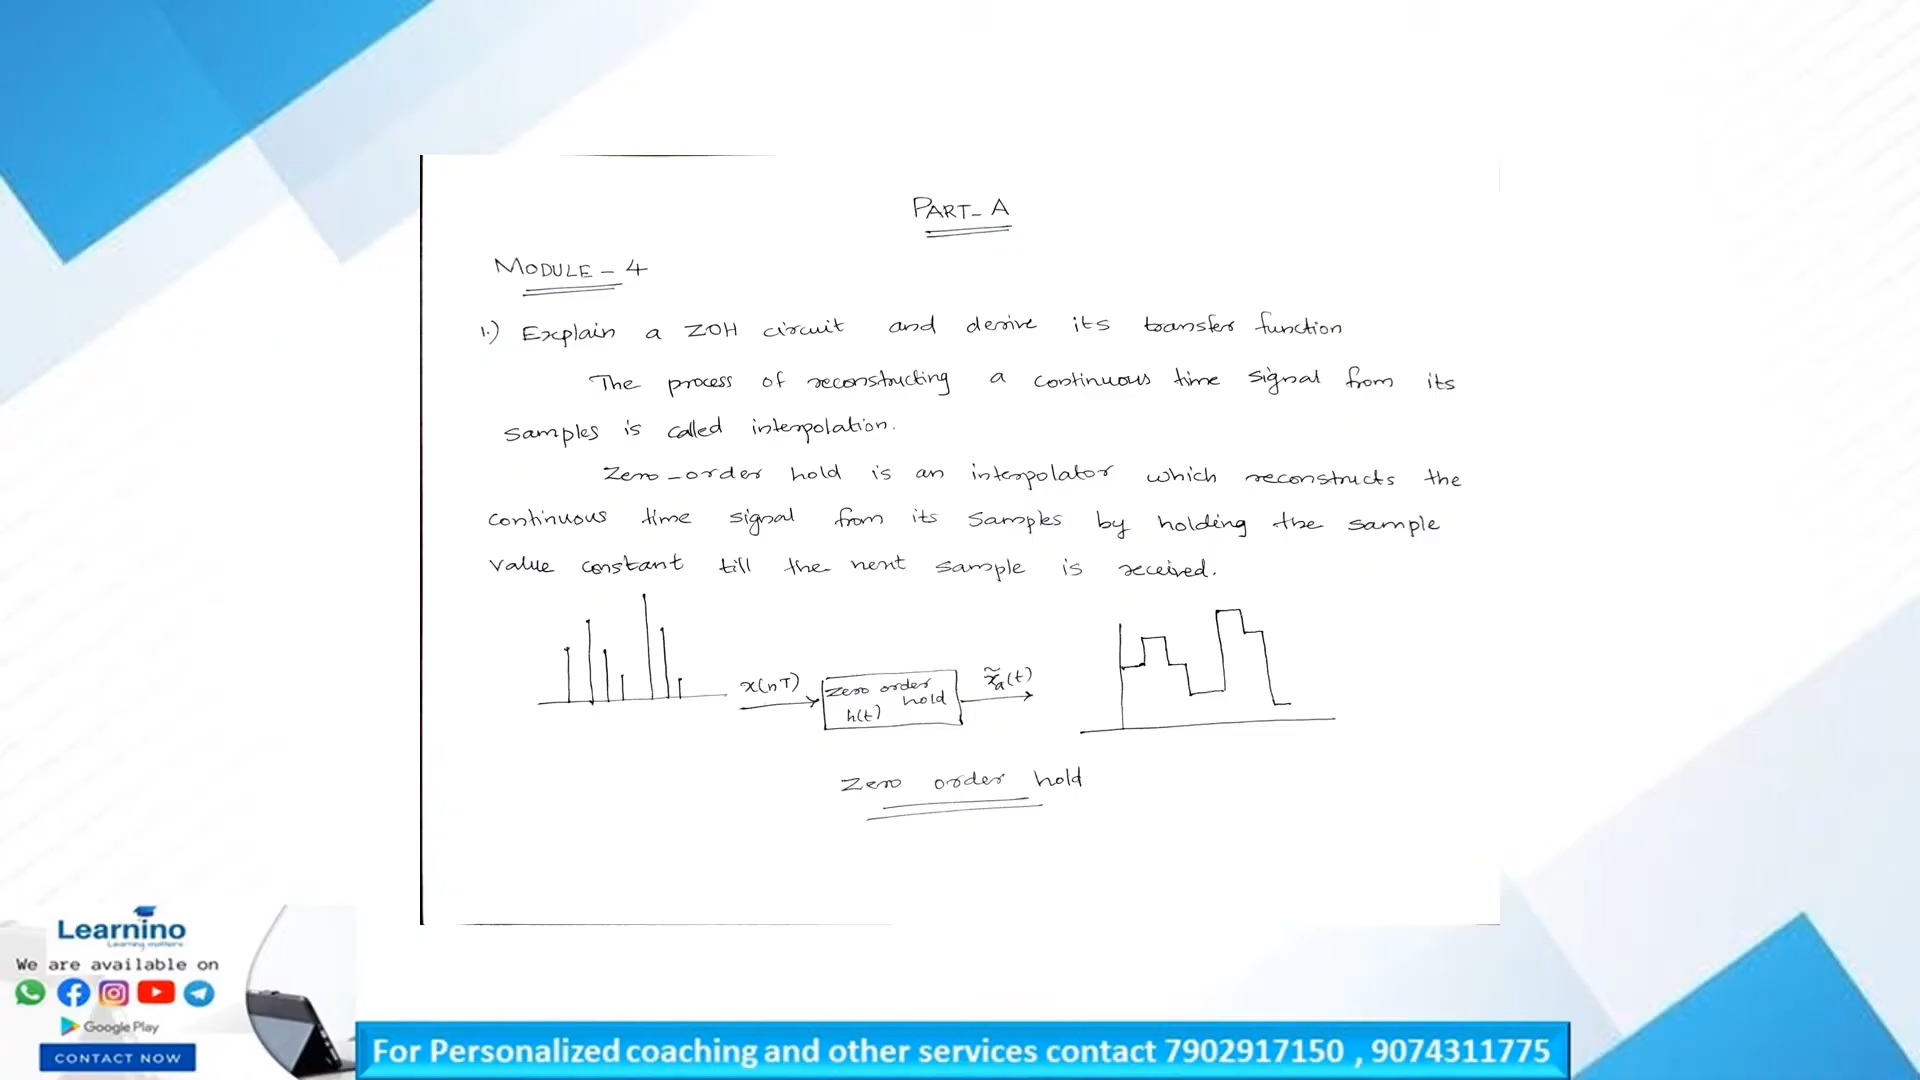 PART-A
MODULE-4
1.) Explain a ZOH circuit and derive its transfer function
The process of reconstructing a continuous time signal from its
samples is called interpolation.
Zero-order hold is an interpolator which reconstructs the
continuous time signal from its samples by holding the sample
value constant till the next sample is received.
x(nT)
Zero order
hold
h(t)
x̃a(t)
Zero order hold
Learnino
Learning matters
We are available on
Google Play
CONTACT NOW
For Personalized coaching and other services contact 7902917150 , 9074311775